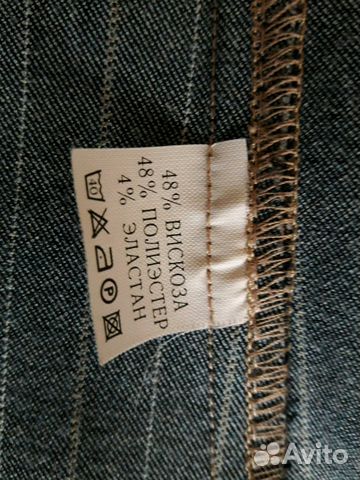 48% ВИСКОЗА
48% ПОЛИЭСТЕР
4% ЭЛАСТАН
40 P
Avito